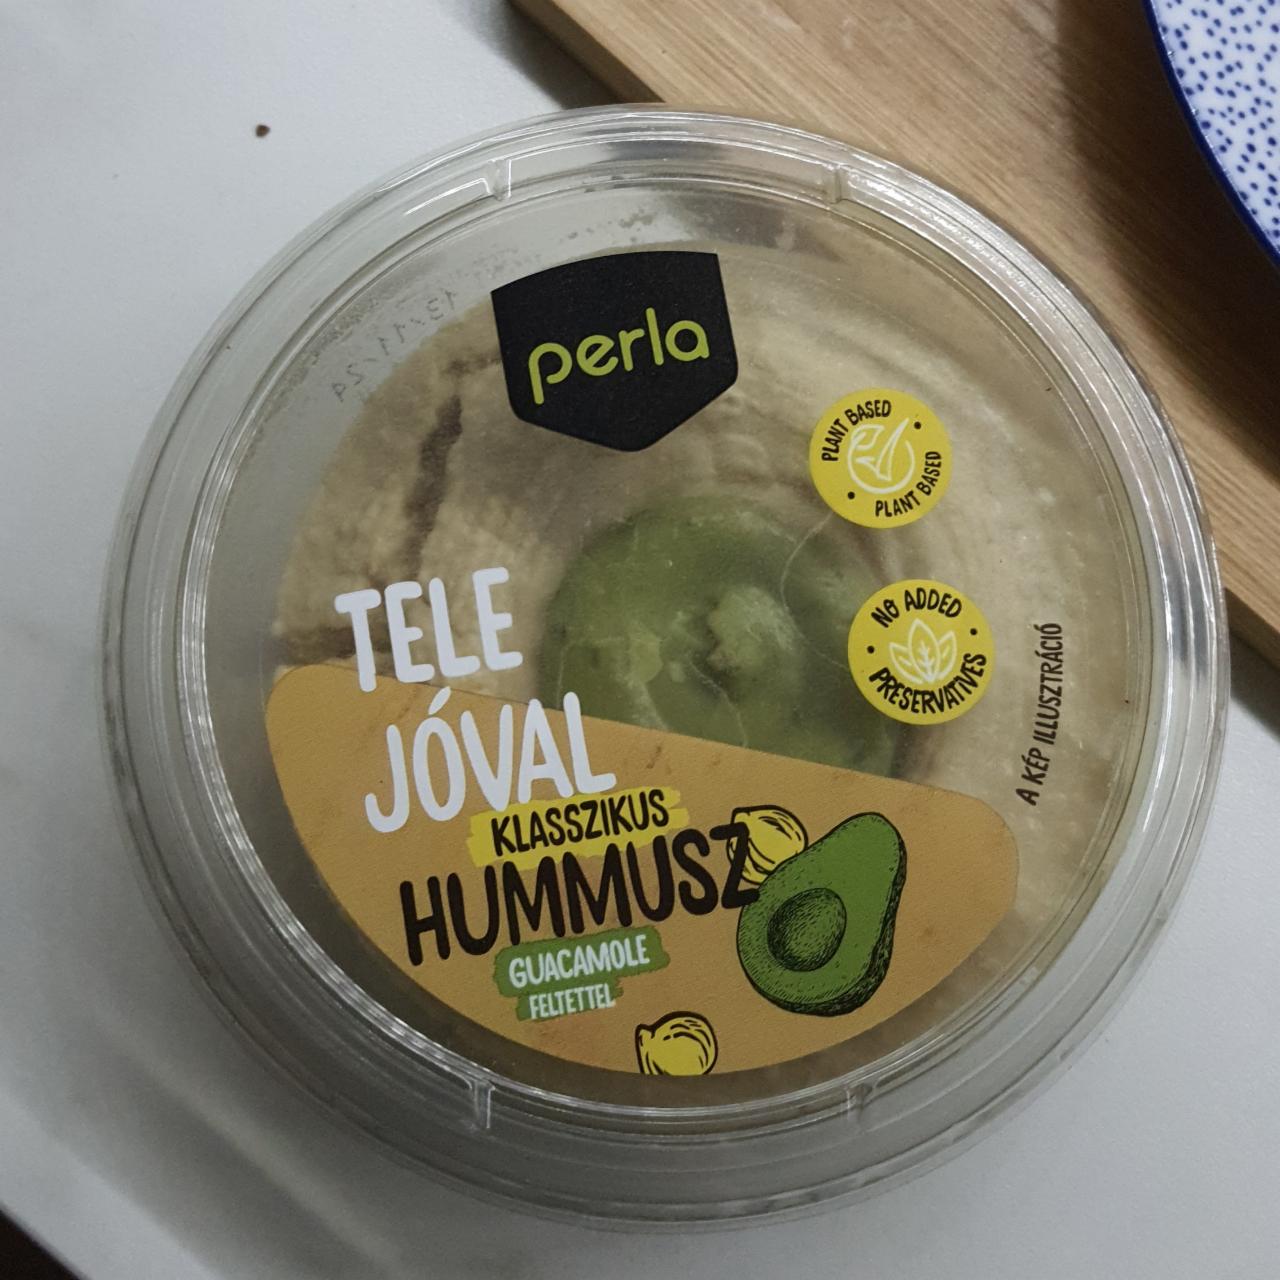 perla
PLANT BASED
PLANT BASED
NO ADDED
PRESERVATIVES
A KÉP ILLUSZTRÁCIÓ
TELE
JÓVAL
KLASSZIKUS
HUMMUSZ
GUACAMOLE
FELTETTEL